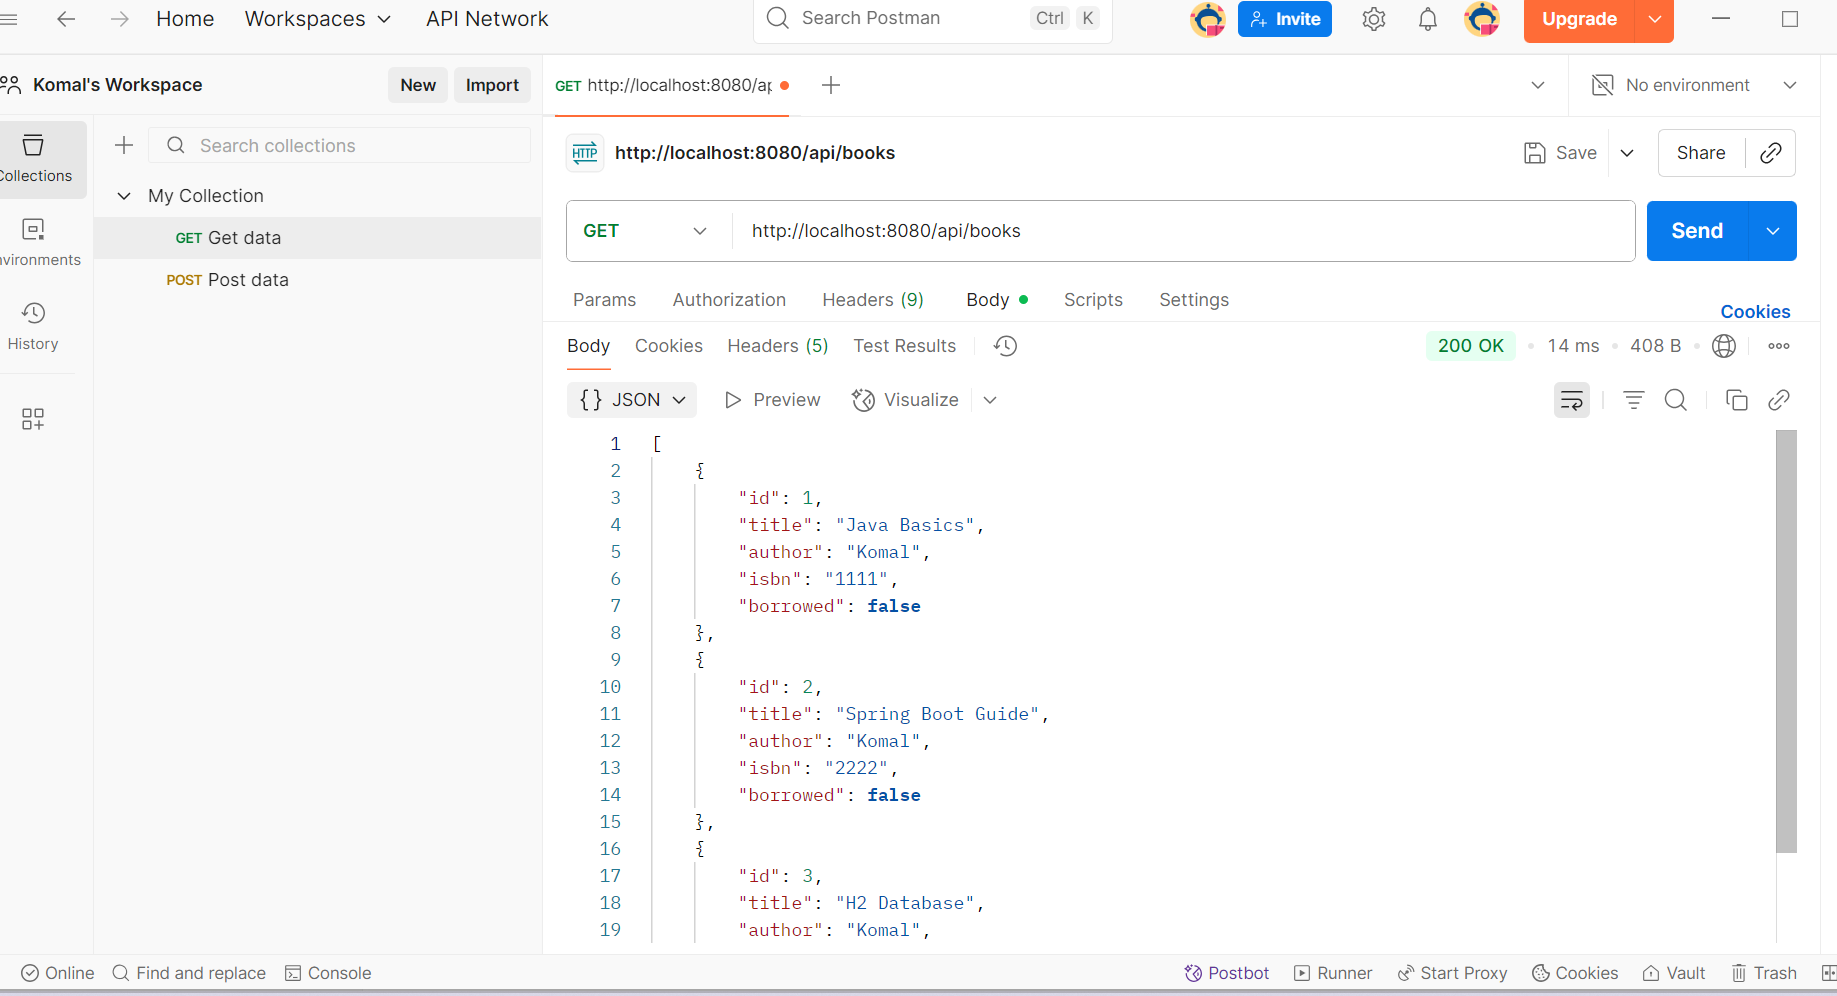 Home Workspaces API Network Search Postman Ctrl K Invite Upgrade
Komal's Workspace New Import GET http://localhost:8080/ap No environment
Search collections
Collections
My Collection
GET Get data
POST Post data
nvironments
History
HTTP http://localhost:8080/api/books Save Share
GET http://localhost:8080/api/books Send
Params Authorization Headers (9) Body Scripts Settings Cookies
Body Cookies Headers (5) Test Results 200 OK 14 ms 408 B
{} JSON Preview Visualize
1 [
2 {
3 "id": 1,
4 "title": "Java Basics",
5 "author": "Komal",
6 "isbn": "1111",
7 "borrowed": false
8 },
9 {
10 "id": 2,
11 "title": "Spring Boot Guide",
12 "author": "Komal",
13 "isbn": "2222",
14 "borrowed": false
15 },
16 {
17 "id": 3,
18 "title": "H2 Database",
19 "author": "Komal",
Online Find and replace Console Postbot Runner Start Proxy Cookies Vault Trash